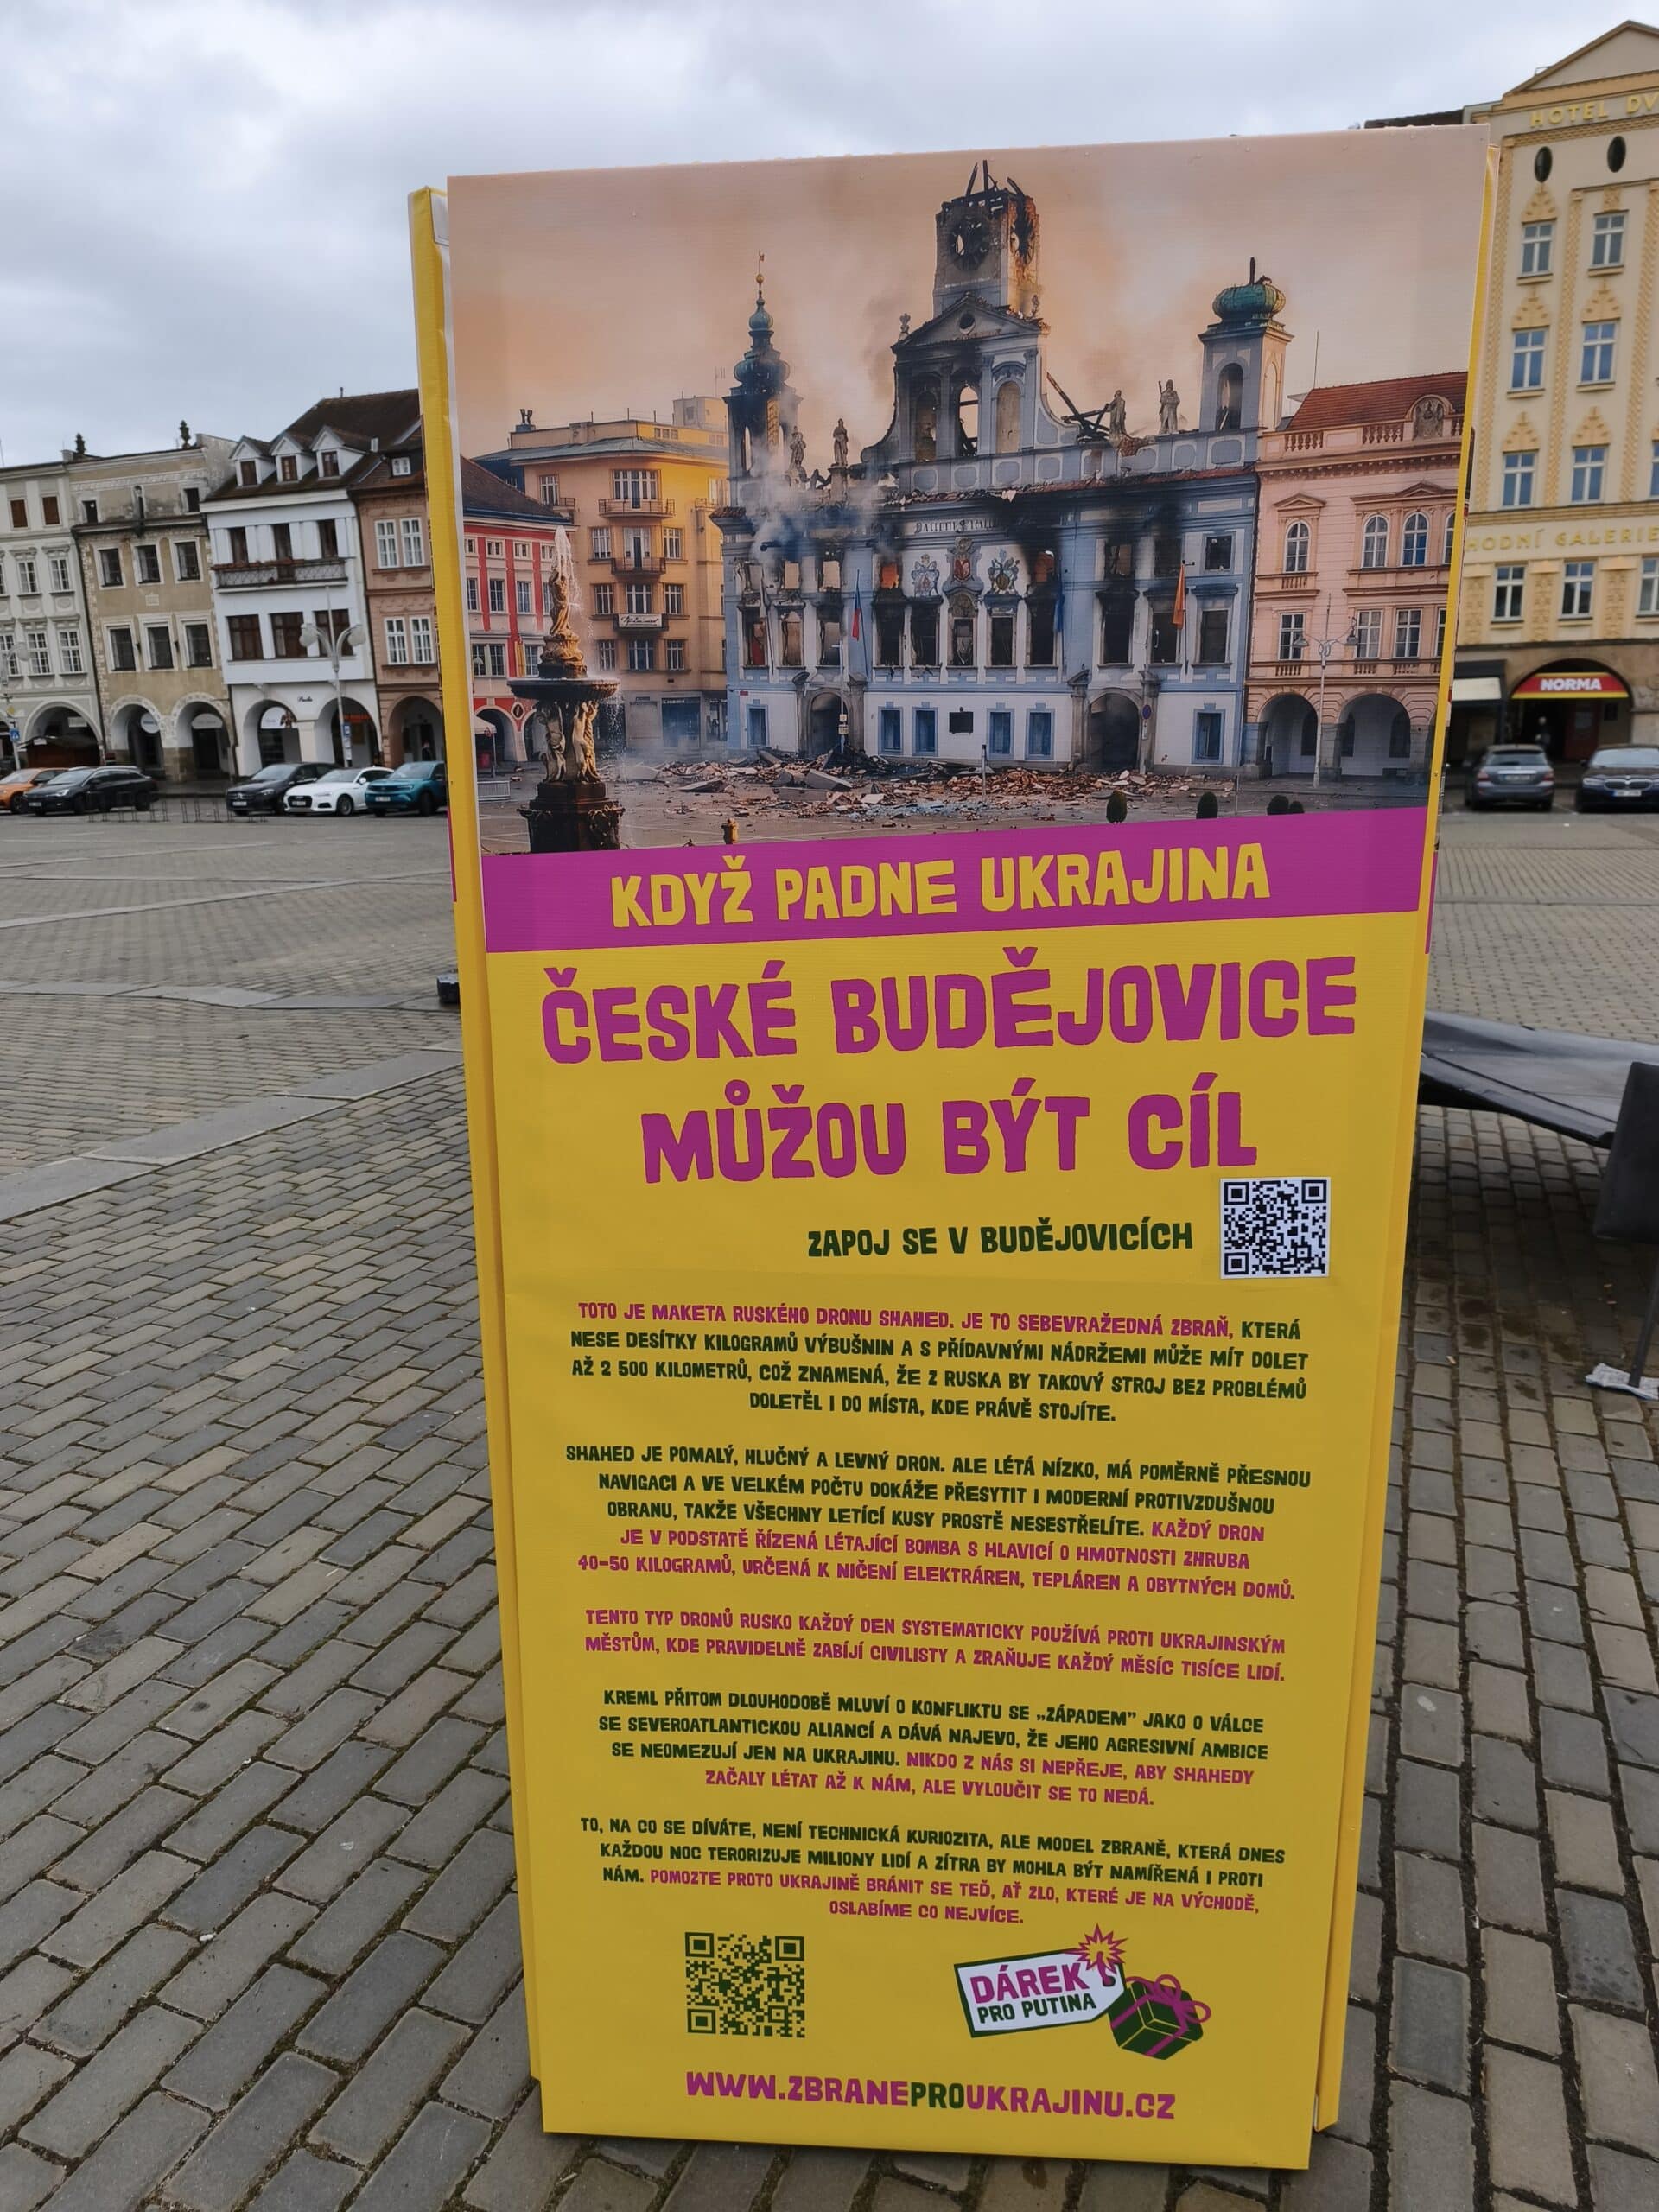 HOTEL DV
HODNÍ GALERIE
NORMA
KDYŽ PADNE UKRAJINA
ČESKÉ BUDĚJOVICE
MŮŽOU BÝT CÍL
ZAPOJ SE V BUDĚJOVICÍCH
TOTO JE MAKETA RUSKÉHO DRONU SHAHED. JE TO SEBEVRAŽEDNÁ ZBRAŇ, KTERÁ
NESE DESÍTKY KILOGRAMŮ VÝBUŠNIN A S PŘÍDAVNÝMI NÁDRŽEMI MŮŽE MÍT DOLET
AŽ 2 500 KILOMETRŮ, COŽ ZNAMENÁ, ŽE Z RUSKA BY TAKOVÝ STROJ BEZ PROBLÉMŮ
DOLETĚL I DO MÍSTA, KDE PRÁVĚ STOJÍTE.
SHAHED JE POMALÝ, HLUČNÝ A LEVNÝ DRON. ALE LÉTÁ NÍZKO, MÁ POMĚRNĚ PŘESNOU
NAVIGACI A VE VELKÉM POČTU DOKÁŽE PŘESYTIT I MODERNÍ PROTIVZDUŠNOU
OBRANU, TAKŽE VŠECHNY LETÍCÍ KUSY PROSTĚ NESESTŘELÍTE. KAŽDÝ DRON
JE V PODSTATĚ ŘÍZENÁ LÉTAJÍCÍ BOMBA S HLAVICÍ O HMOTNOSTI ZHRUBA
40–50 KILOGRAMŮ, URČENÁ K NIČENÍ ELEKTRÁREN, TEPLÁREN A OBYTNÝCH DOMŮ.
TENTO TYP DRONŮ RUSKO KAŽDÝ DEN SYSTEMATICKY POUŽÍVÁ PROTI UKRAJINSKÝM
MĚSTŮM, KDE PRAVIDELNĚ ZABÍJÍ CIVILISTY A ZRAŇUJE KAŽDÝ MĚSÍC TISÍCE LIDÍ.
KREML PŘITOM DLOUHODOBĚ MLUVÍ O KONFLIKTU SE „ZÁPADEM” JAKO O VÁLCE
SE SEVEROATLANTICKOU ALIANCÍ A DÁVÁ NAJEVO, ŽE JEHO AGRESIVNÍ AMBICE
SE NEOMEZUJÍ JEN NA UKRAJINU. NIKDO Z NÁS SI NEPŘEJE, ABY SHAHEDY
ZAČALY LÉTAT AŽ K NÁM, ALE VYLOUČIT SE TO NEDÁ.
TO, NA CO SE DÍVÁTE, NENÍ TECHNICKÁ KURIOZITA, ALE MODEL ZBRANĚ, KTERÁ DNES
KAŽDOU NOC TERORIZUJE MILIONY LIDÍ A ZÍTRA BY MOHLA BÝT NAMÍŘENÁ I PROTI
NÁM. POMOZTE PROTO UKRAJINĚ BRÁNIT SE TEĎ, AŤ ZLO, KTERÉ JE NA VÝCHODĚ,
OSLABÍME CO NEJVÍCE.
DÁREK
PRO PUTINA
WWW.ZBRANEPROUKRAJINU.CZ